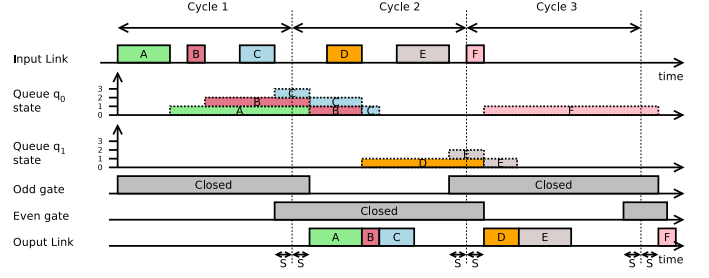 Cycle 1 Cycle 2 Cycle 3
Input Link A B C D E F
time
Queue q0 state 3 2 1 0 C B A C B C F
Queue q1 state 3 2 1 0 E D E
Odd gate Closed Closed
Even gate Closed
Ouput Link A B C D E F
time
S S S S S S